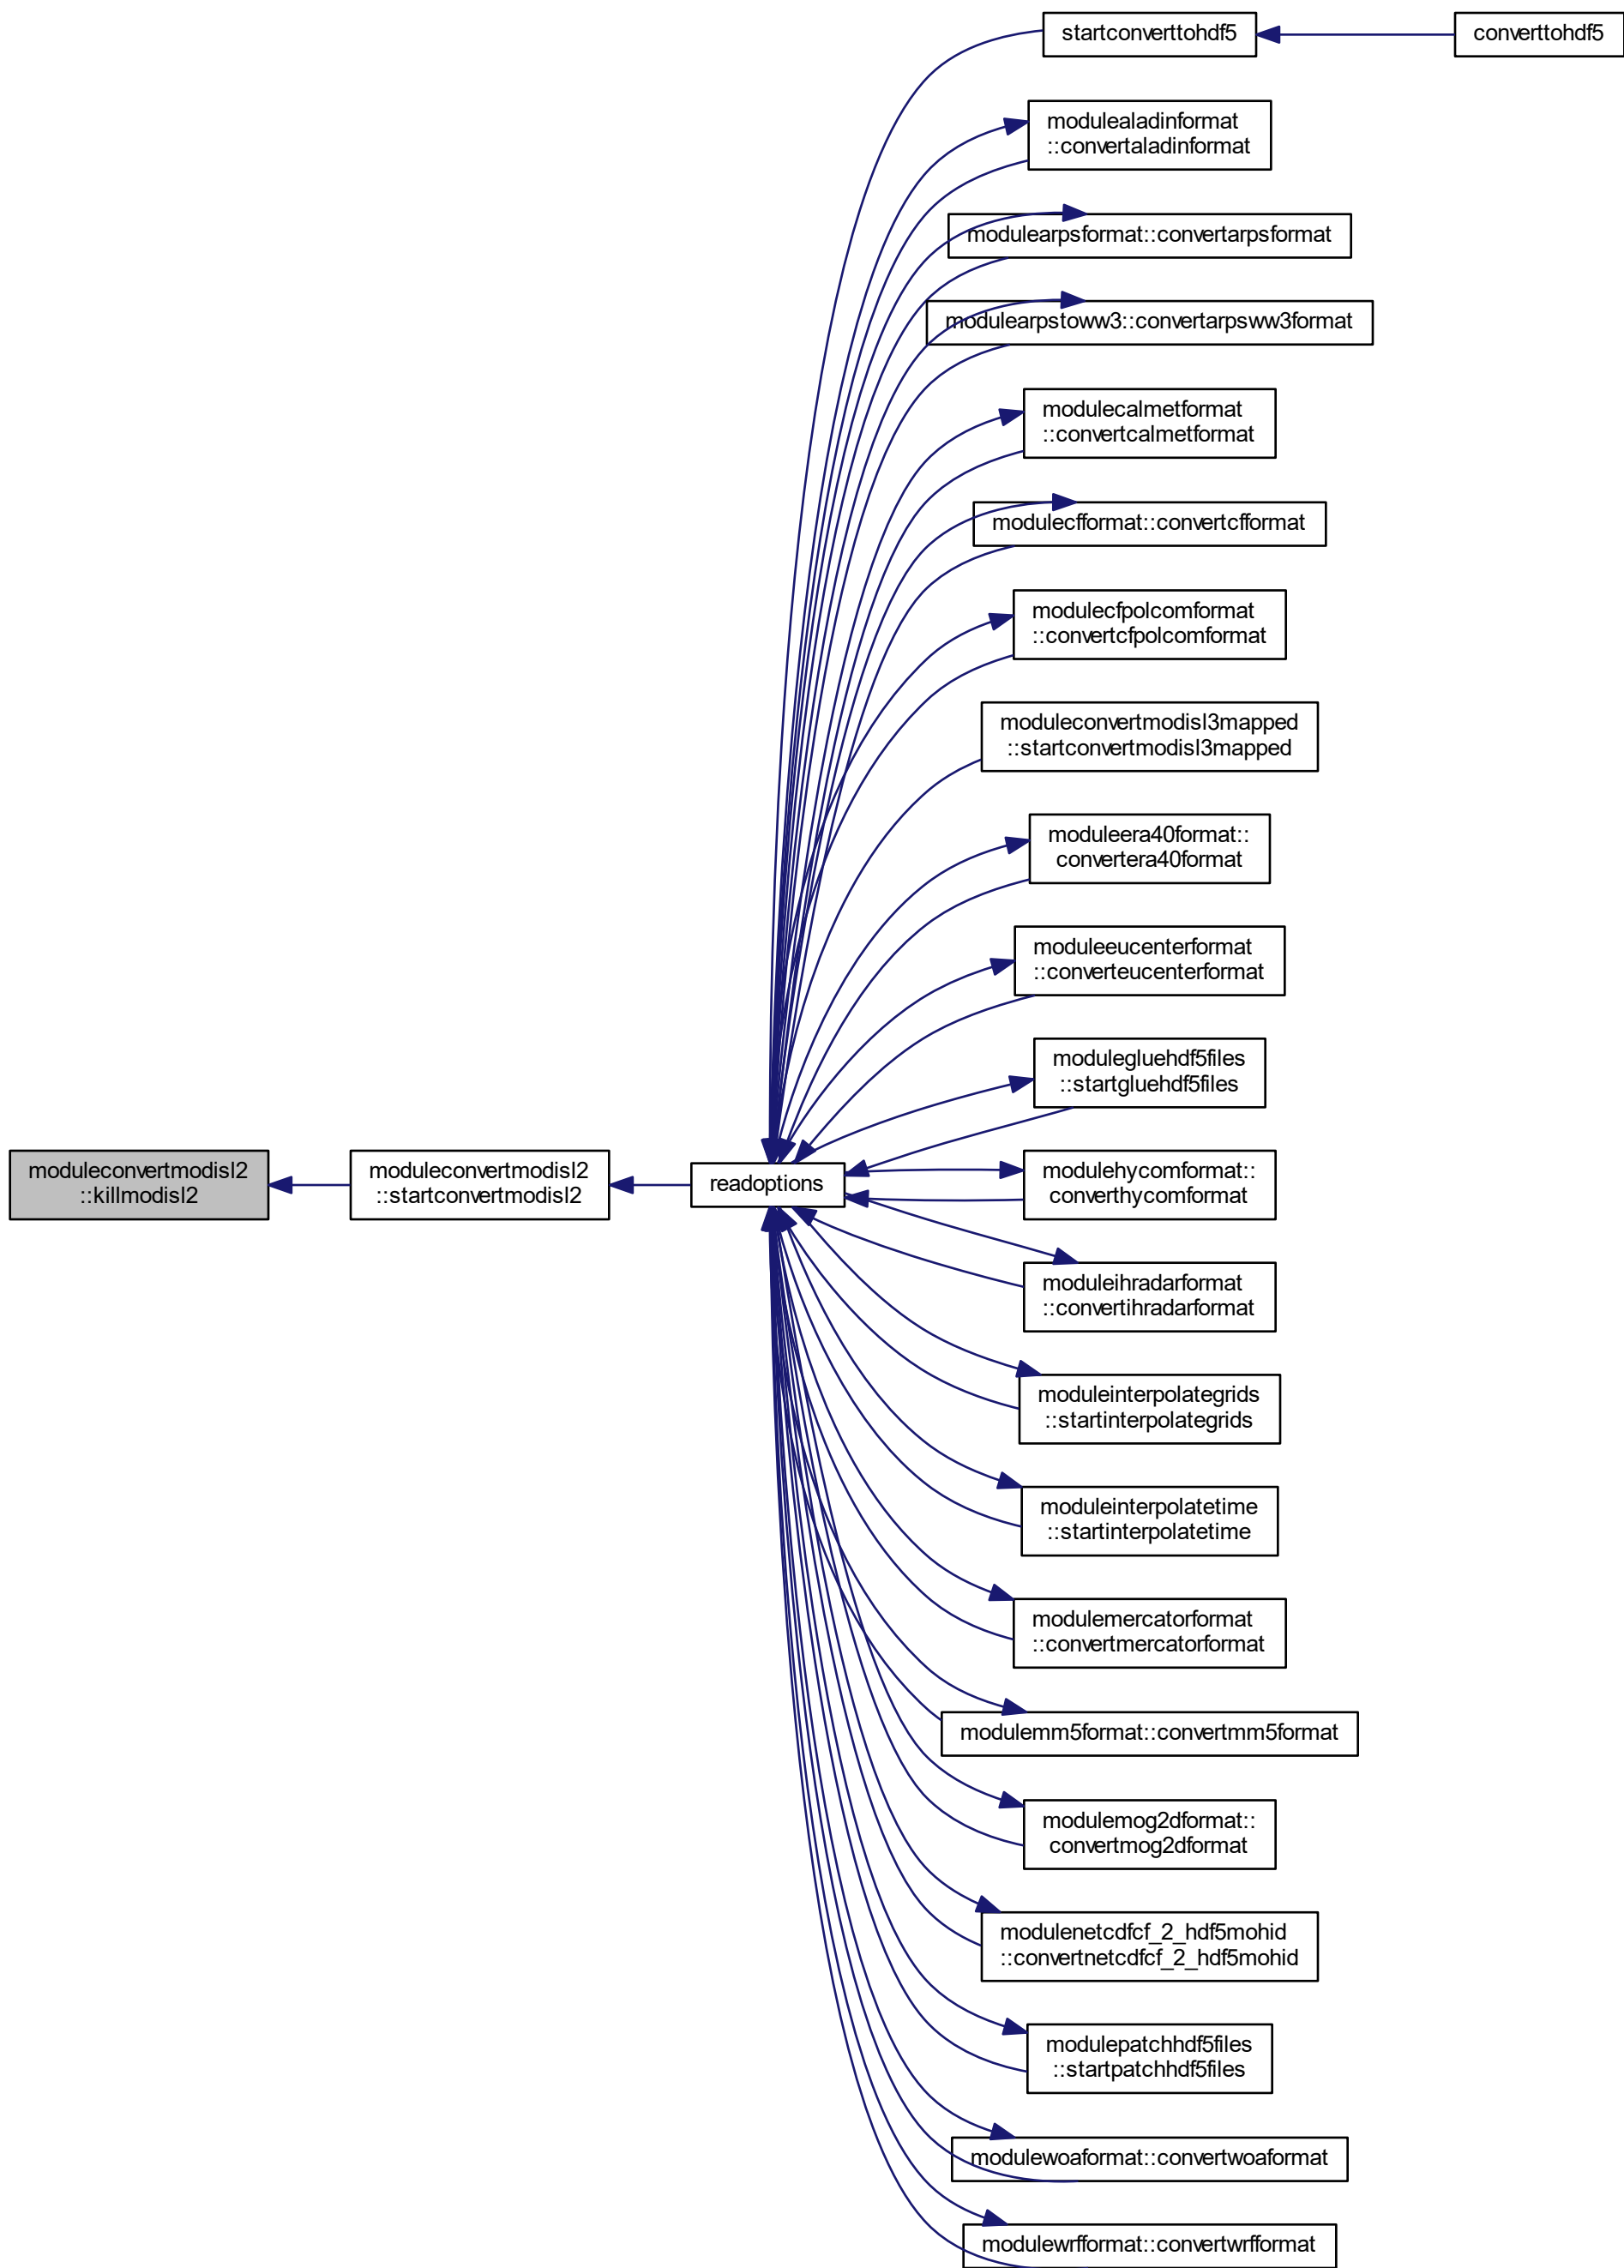 startconverttohdf5
converttohdf5
modulealadinformat
::convertaladinformat
modulearpsformat::convertarpsformat
modulearpstoww3::convertarpsww3format
modulecalmetformat
::convertcalmetformat
modulecfformat::convertcfformat
modulecfpolcomformat
::convertcfpolcomformat
moduleconvertmodisl3mapped
::startconvertmodisl3mapped
moduleera40format::
convertera40format
moduleeucenterformat
::converteucenterformat
modulegluehdf5files
::startgluehdf5files
moduleconvertmodisl2
::killmodisl2
moduleconvertmodisl2
::startconvertmodisl2
readoptions
modulehycomformat::
converthycomformat
moduleihradarformat
::convertihradarformat
moduleinterpolategrids
::startinterpolategrids
moduleinterpolatetime
::startinterpolatetime
modulemercatorformat
::convertmercatorformat
modulemm5format::convertmm5format
modulemog2dformat::
convertmog2dformat
modulenetcdfcf_2_hdf5mohid
::convertnetcdfcf_2_hdf5mohid
modulepatchhdf5files
::startpatchhdf5files
modulewoaformat::convertwoaformat
modulewrfformat::convertwrfformat